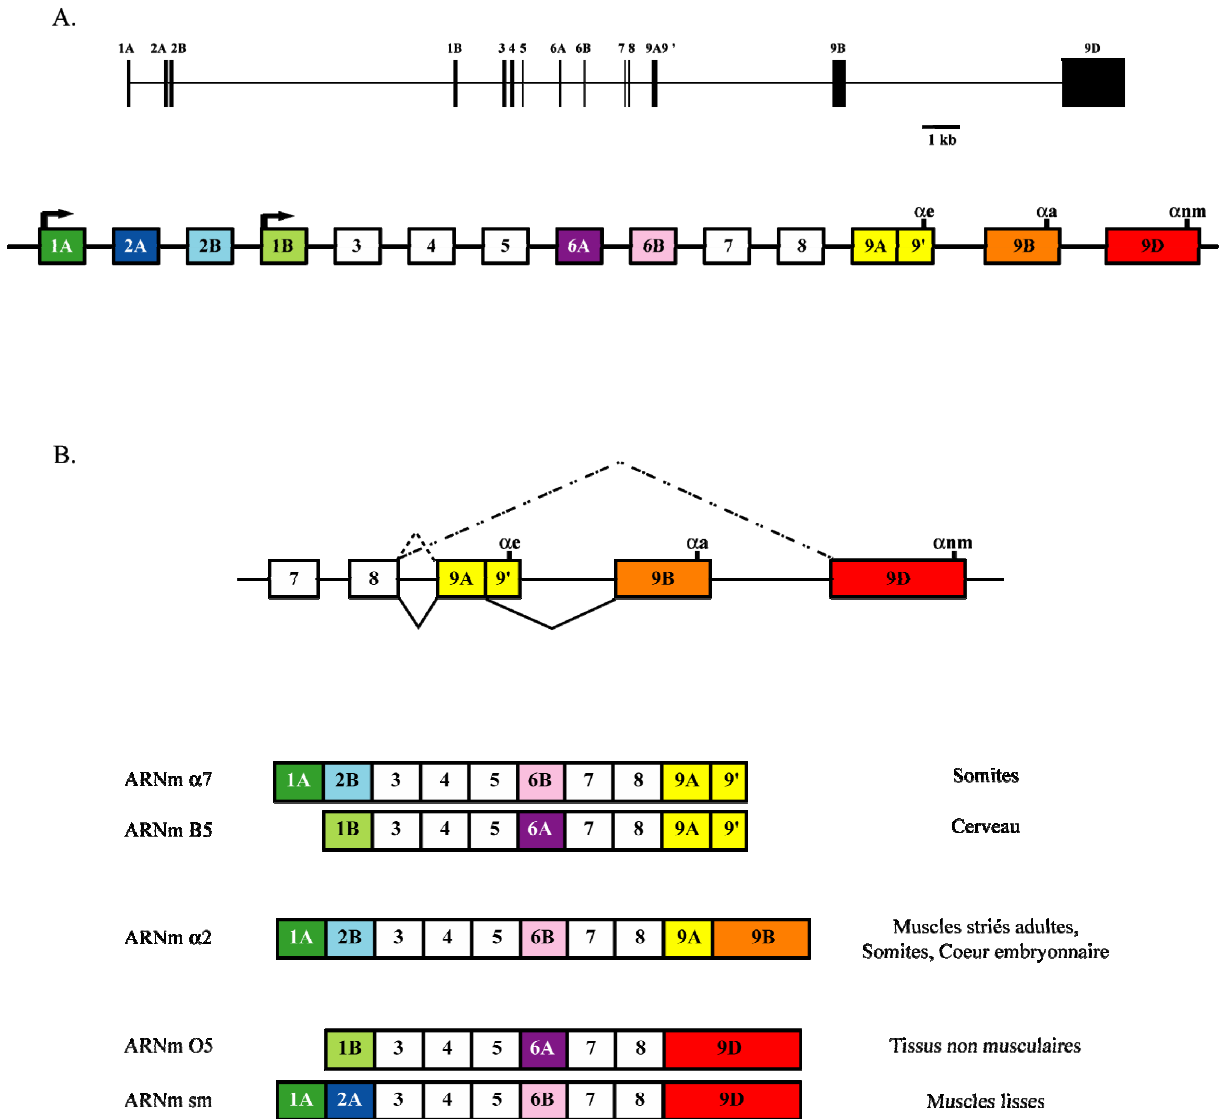 A.
1A 2A 2B 1B 3 4 5 6A 6B 7 8 9A 9' 9B 9D
1 kb
αe αa αnm
1A 2A 2B 1B 3 4 5 6A 6B 7 8 9A 9' 9B 9D
B.
αe αa αnm
7 8 9A 9' 9B 9D
ARNm α7 1A 2B 3 4 5 6B 7 8 9A 9' Somites
ARNm B5 1B 3 4 5 6A 7 8 9A 9' Cerveau
ARNm α2 1A 2B 3 4 5 6B 7 8 9A 9B Muscles striés adultes,
Somites, Coeur embryonnaire
ARNm O5 1B 3 4 5 6A 7 8 9D Tissus non musculaires
ARNm sm 1A 2A 3 4 5 6B 7 8 9D Muscles lisses